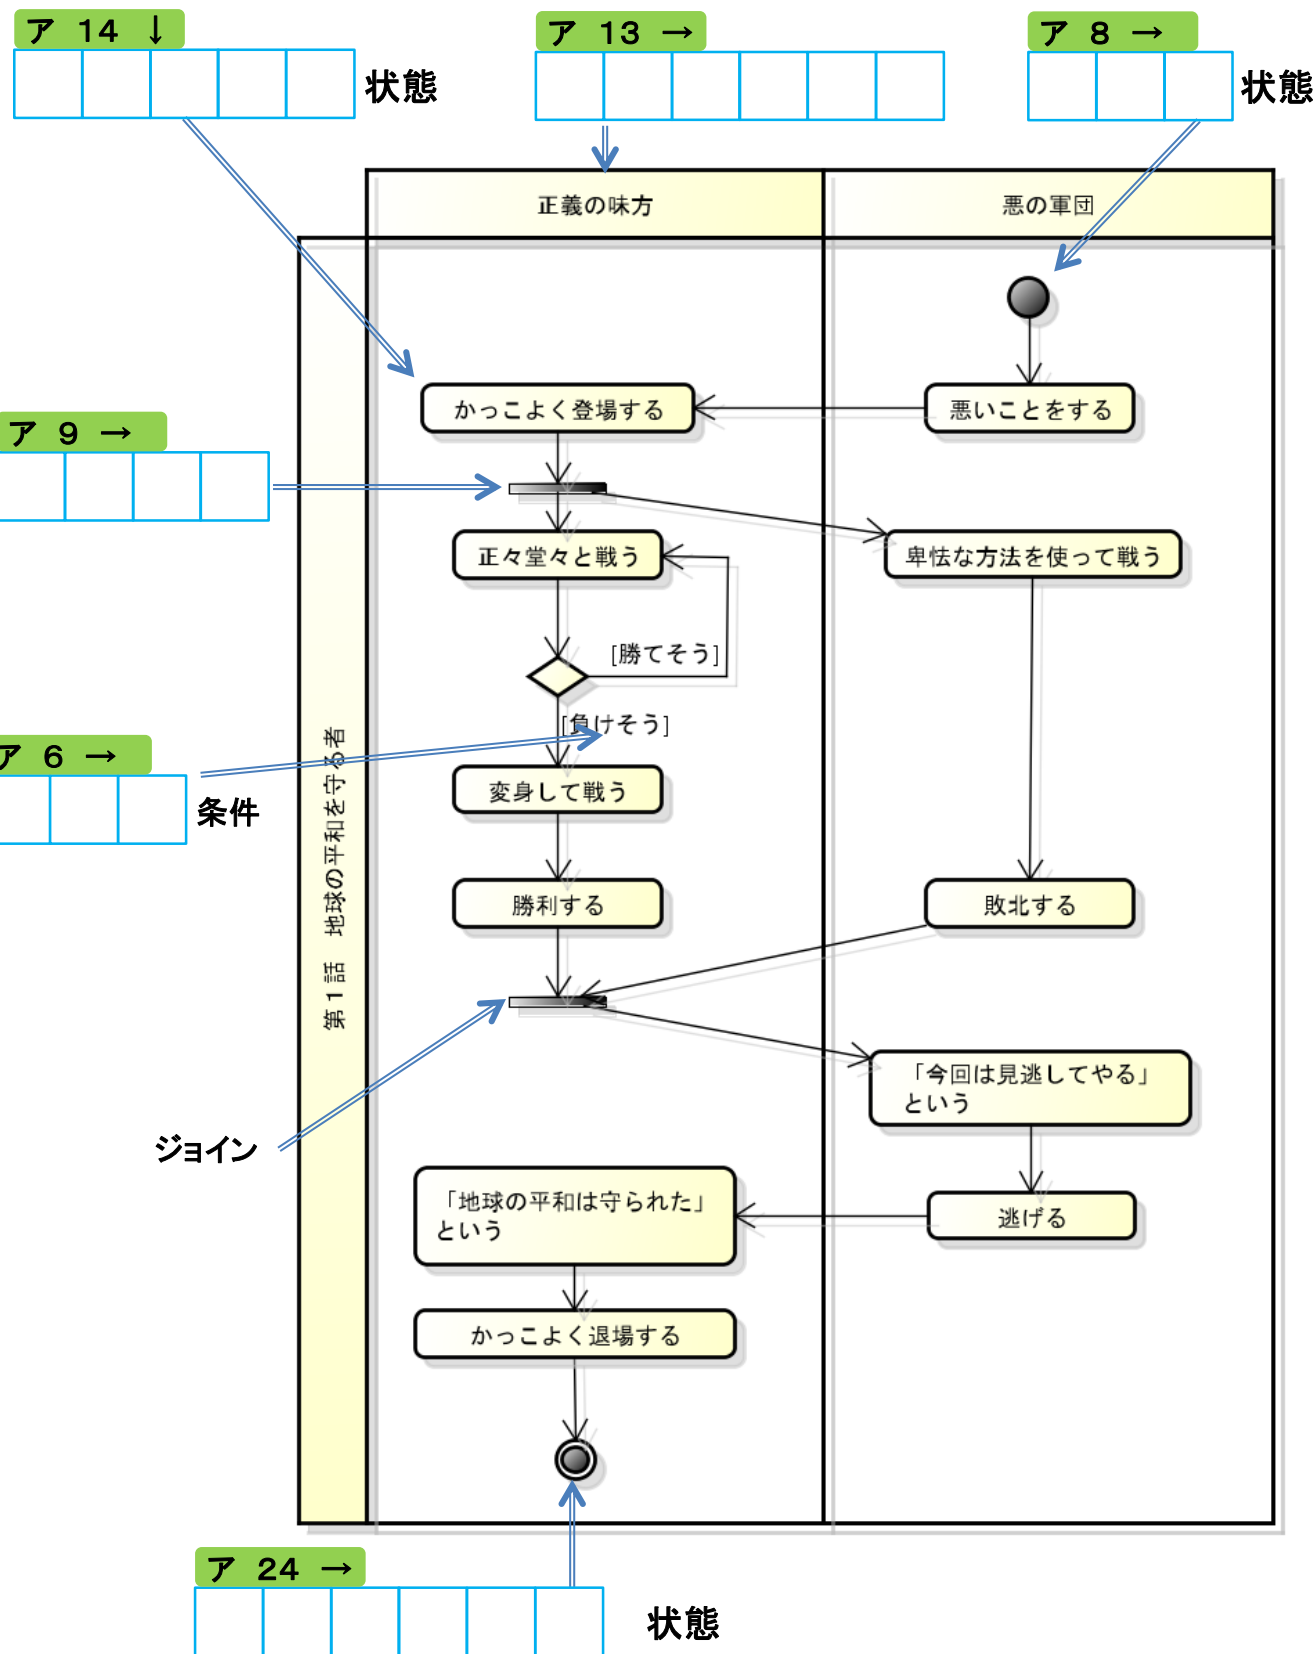 ア 14 ↓
状態
ア 13 →
ア 8 →
状態
正義の味方
悪の軍団
かっこよく登場する
悪いことをする
ア 9 →
正々堂々と戦う
卑怯な方法を使って戦う
[勝てそう]
[負けそう]
ア 6 →
条件
変身して戦う
第1話 地球の平和を守る者
勝利する
敗北する
「今回は見逃してやる」
という
ジョイン
「地球の平和は守られた」
という
逃げる
かっこよく退場する
ア 24 →
状態